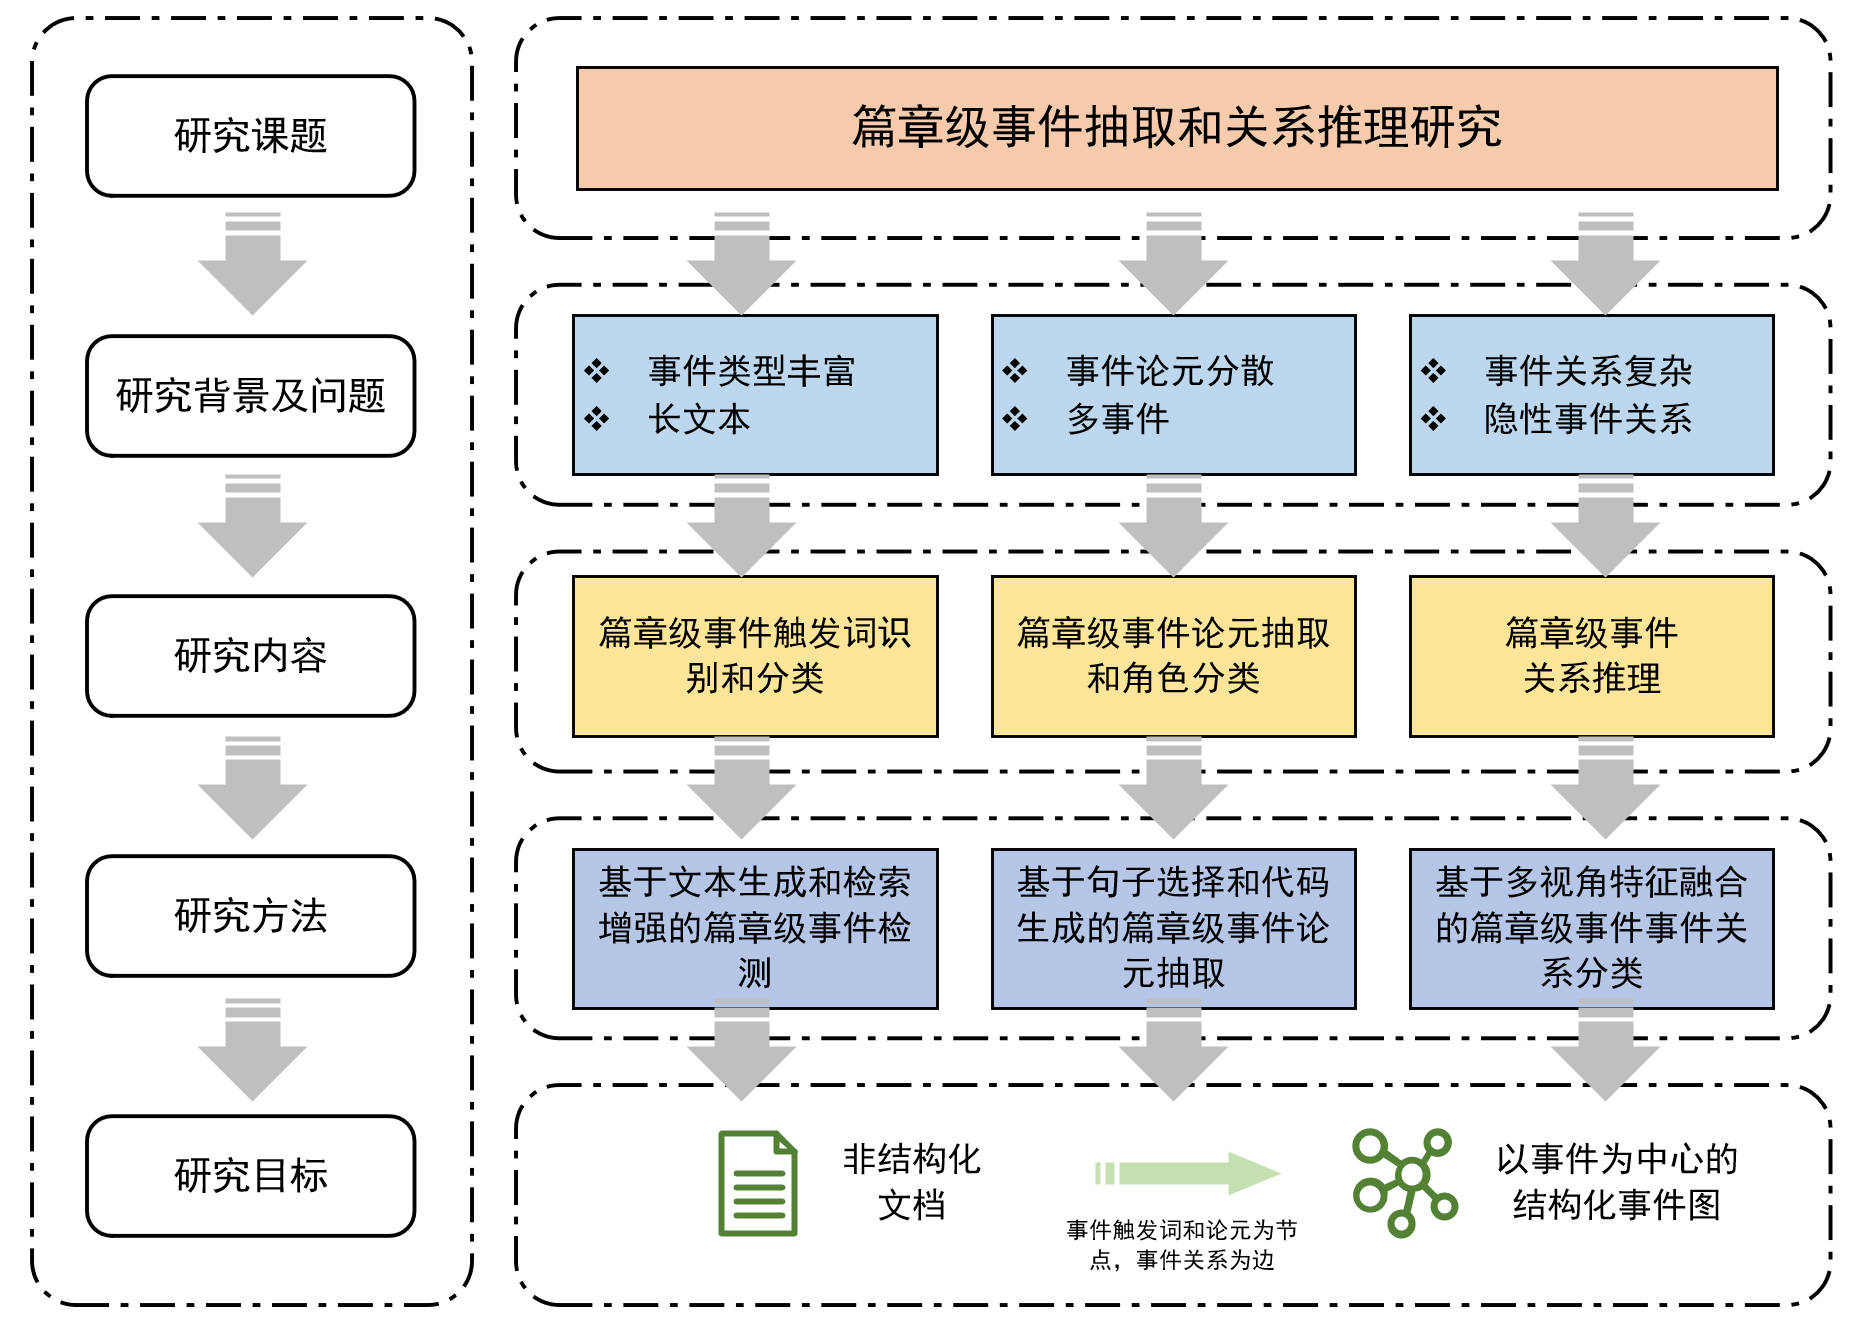 研究课题
篇章级事件抽取和关系推理研究
研究背景及问题
❖ 事件类型丰富
❖ 长文本
❖ 事件论元分散
❖ 多事件
❖ 事件关系复杂
❖ 隐性事件关系
研究内容
篇章级事件触发词识
别和分类
篇章级事件论元抽取
和角色分类
篇章级事件
关系推理
研究方法
基于文本生成和检索
增强的篇章级事件检
测
基于句子选择和代码
生成的篇章级事件论
元抽取
基于多视角特征融合
的篇章级事件事件关
系分类
研究目标
非结构化
文档
事件触发词和论元为节
点，事件关系为边
以事件为中心的
结构化事件图